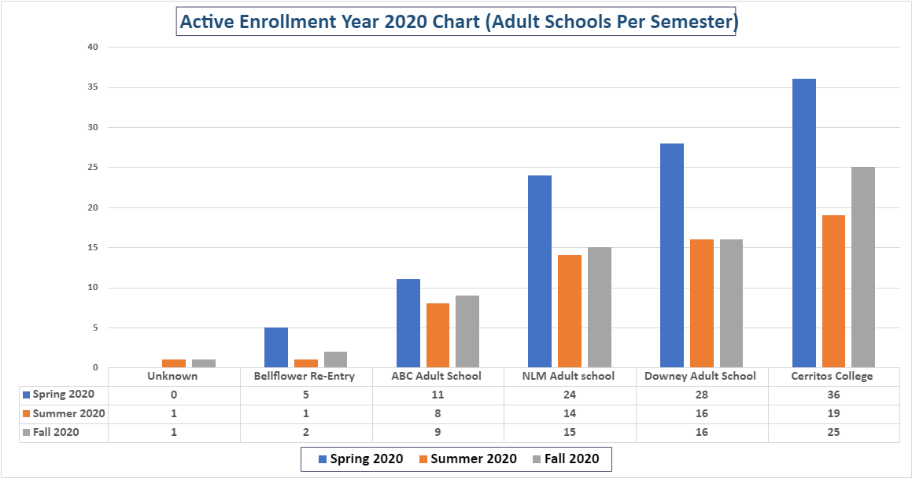 Active Enrollment Year 2020 Chart (Adult Schools Per Semester)
40
35
30
25
20
15
10
5
0
Unknown Bellflower Re-Entry ABC Adult School NLM Adult school Downey Adult School Cerritos College
Spring 2020 0 5 11 24 28 36
Summer 2020 1 1 8 14 16 19
Fall 2020 1 2 9 15 16 25
Spring 2020 Summer 2020 Fall 2020